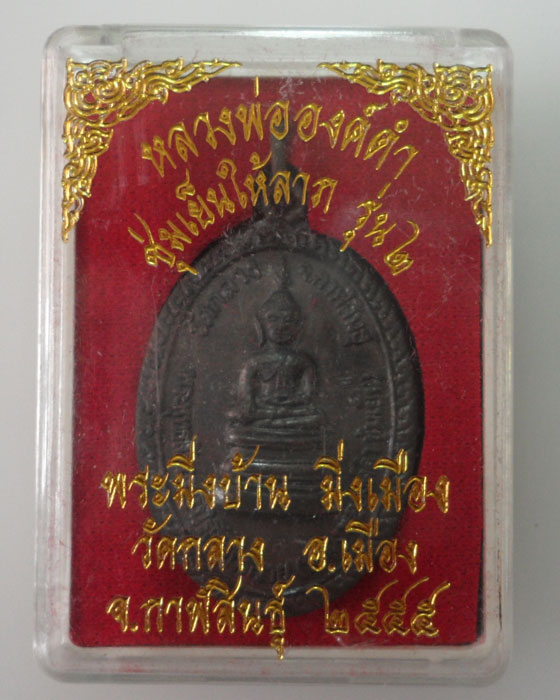 หลวงพ่อองค์ดำ
ชุ่มเย็นให้ลาภ รุ่น ๒
พระมิ่งบ้าน มิ่งเมือง
วัดกลาง อ.เมือง
จ.กาฬสินธุ์ ๒๕๕๕